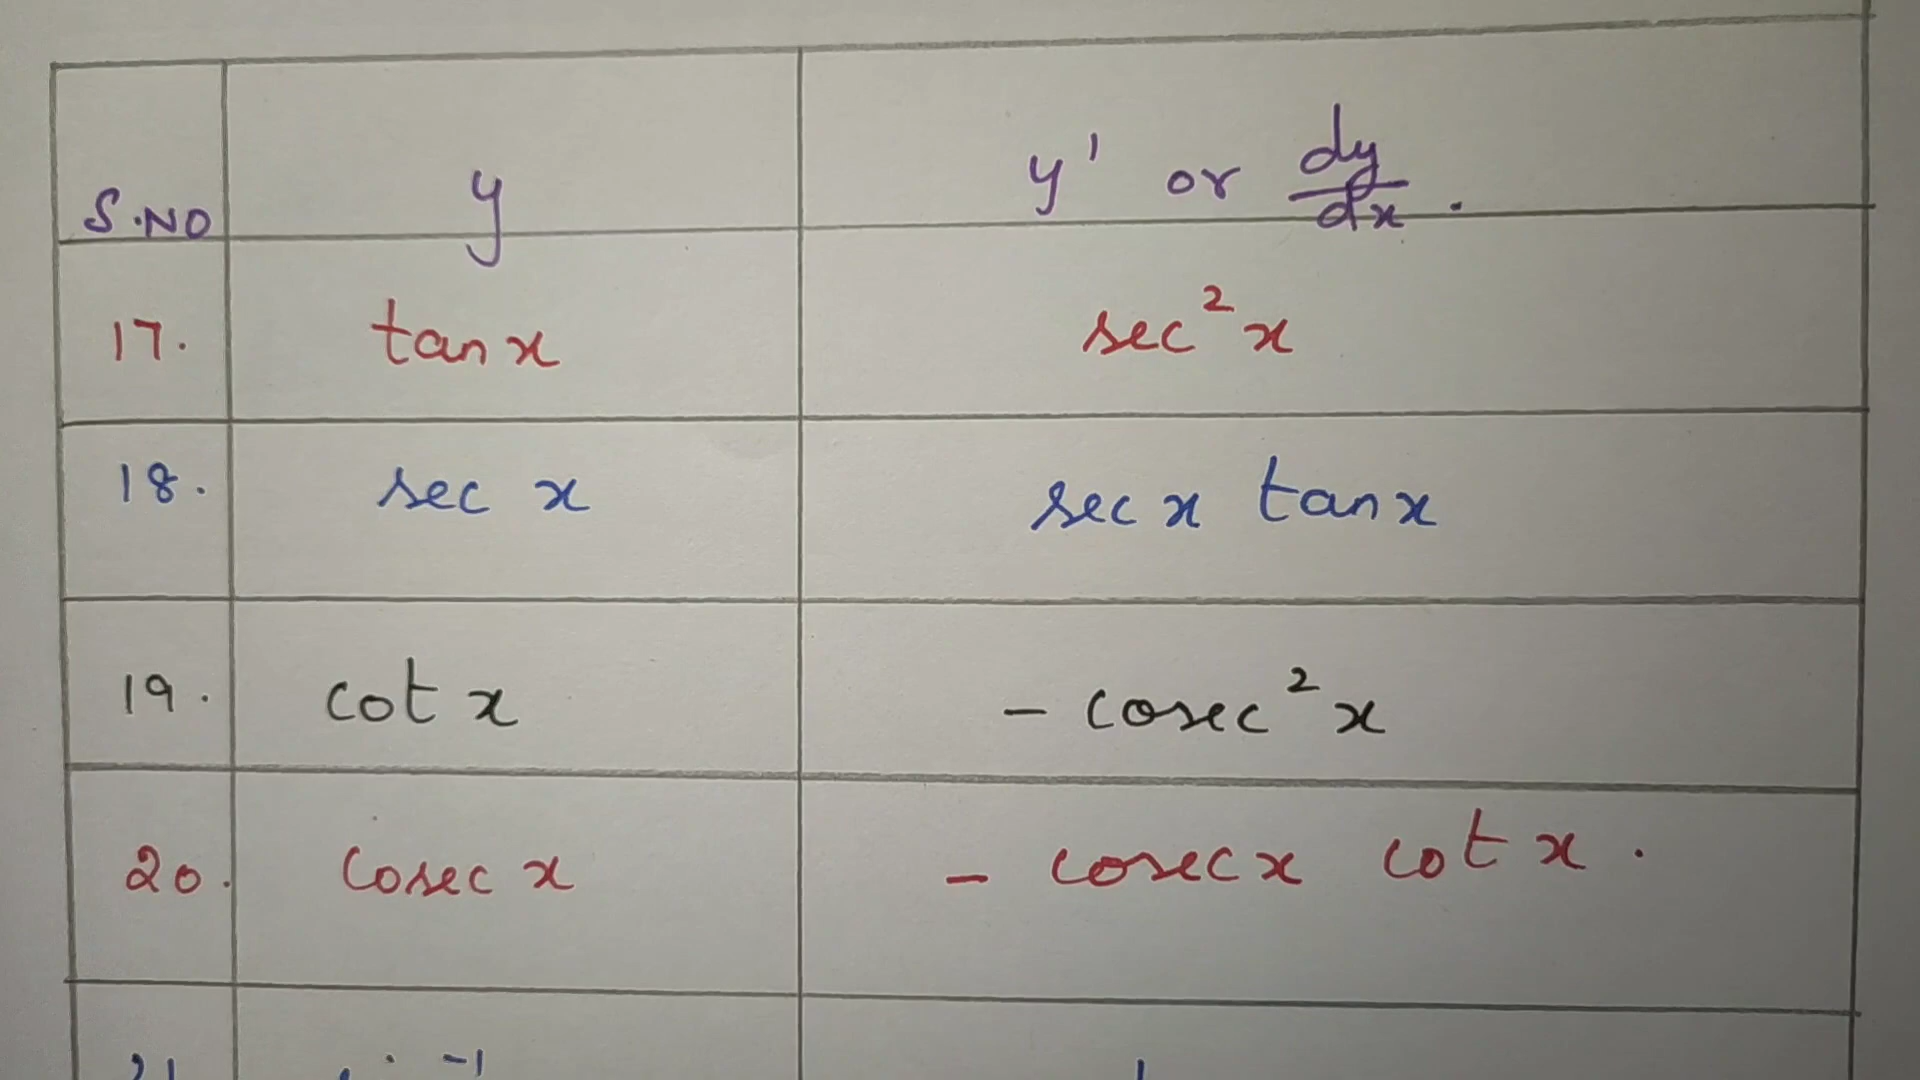 S.NO y y' or dy/dx.
17. tan x sec²x
18. sec x sec x tan x
19. cot x - cosec²x
20. cosec x - cosec x cot x.